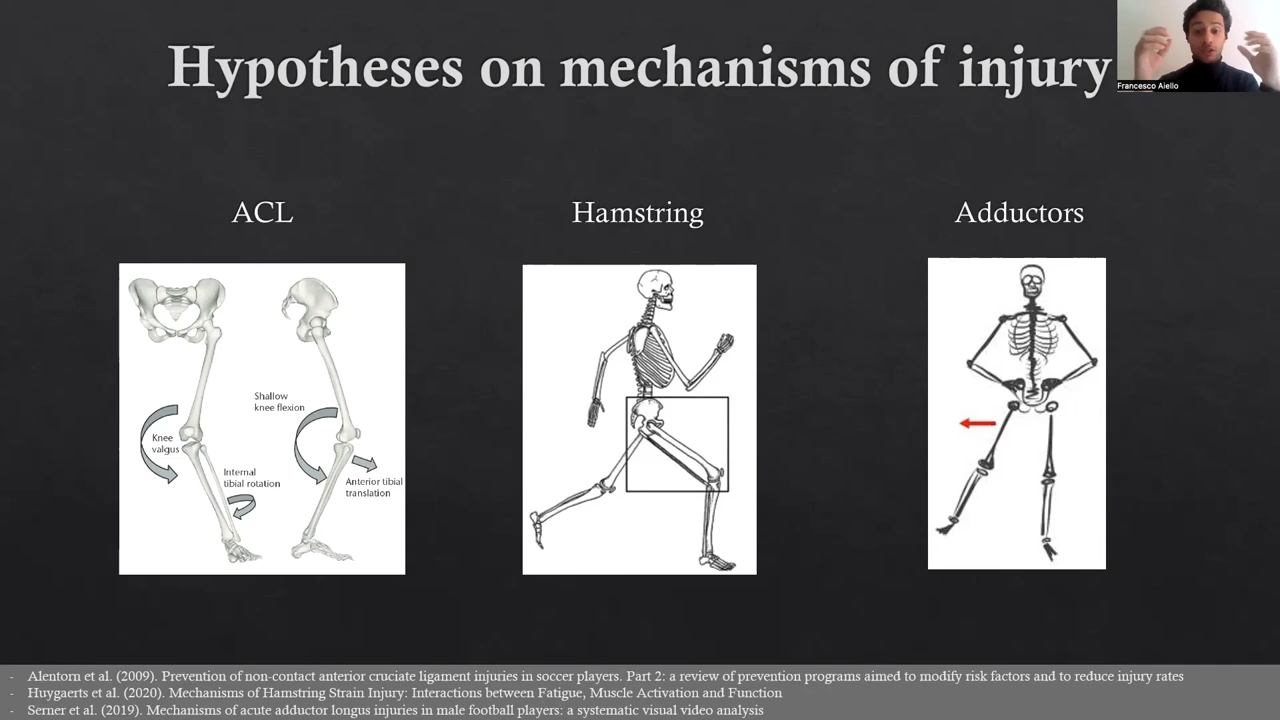 Hypotheses on mechanisms of injury
Francesco Aiello
ACL
Hamstring
Adductors
Shallow
knee flexion
Knee
valgus
Internal
tibial rotation
Anterior tibial
translation
- Alentorn et al. (2009). Prevention of non-contact anterior cruciate ligament injuries in soccer players. Part 2: a review of prevention programs aimed to modify risk factors and to reduce injury rates
- Huygaerts et al. (2020). Mechanisms of Hamstring Strain Injury: Interactions between Fatigue, Muscle Activation and Function
- Serner et al. (2019). Mechanisms of acute adductor longus injuries in male football players: a systematic visual video analysis